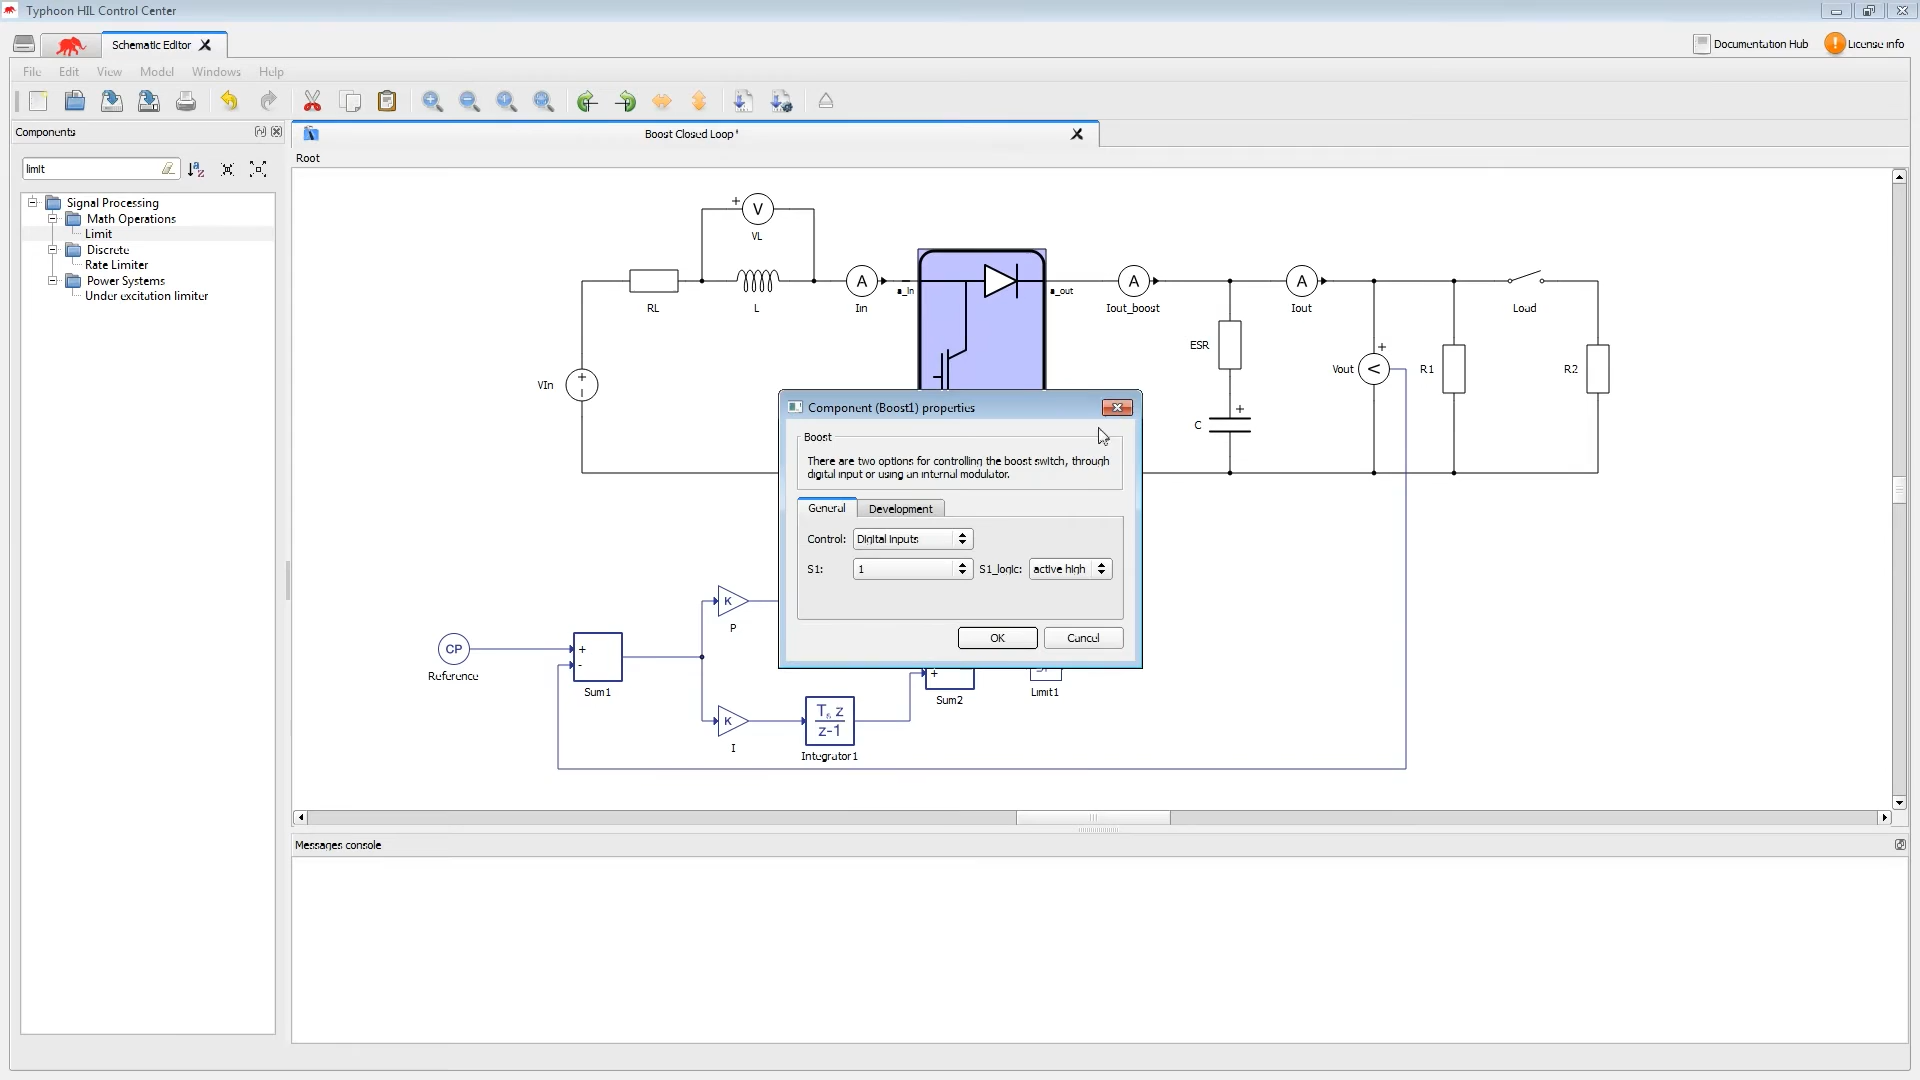 Typhoon HIL Control Center
Schematic Editor
Documentation Hub
License info
File Edit View Model Windows Help
Components
Boost Closed Loop *
Root
limit
Signal Processing
Math Operations
Limit
Discrete
Rate Limiter
Power Systems
Under excitation limiter
+ V
VL
RL
L
A
Iin
a_in
a_out
A
Iout_boost
A
Iout
Load
ESR
VIn
+
Vout
+
R1
R2
C
+
Component (Boost1) properties
Boost
There are two options for controlling the boost switch, through
digital input or using an internal modulator.
General Development
Control: Digital inputs
S1: 1 S1_logic: active high
OK Cancel
K
P
CP
Reference
+
-
Sum1
K
I
Ts z
z-1
Integrator1
+
Sum2
Limit1
Messages console